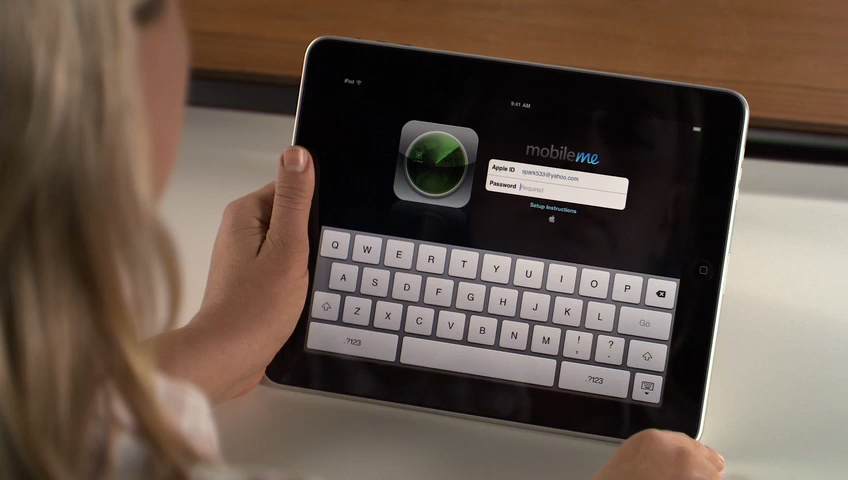 iPad
9:41 AM
mobileme
Apple ID spark533@yahoo.com
Password Required
Setup Instructions
Q W E R T Y U I O P
A S D F G H J K L Go
Z X C V B N M ! , ? .
.?123 .?123